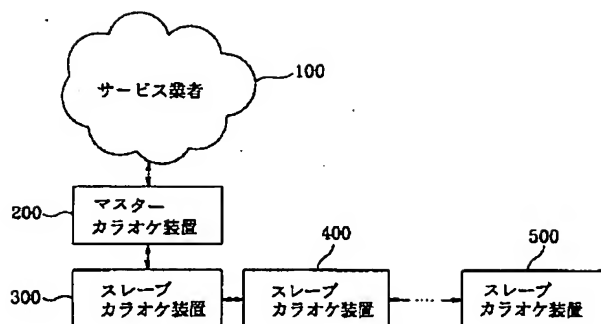 サービス業者
100
200
マスター
カラオケ装置
400
500
300
スレーブ
カラオケ装置
スレーブ
カラオケ装置
....
スレーブ
カラオケ装置